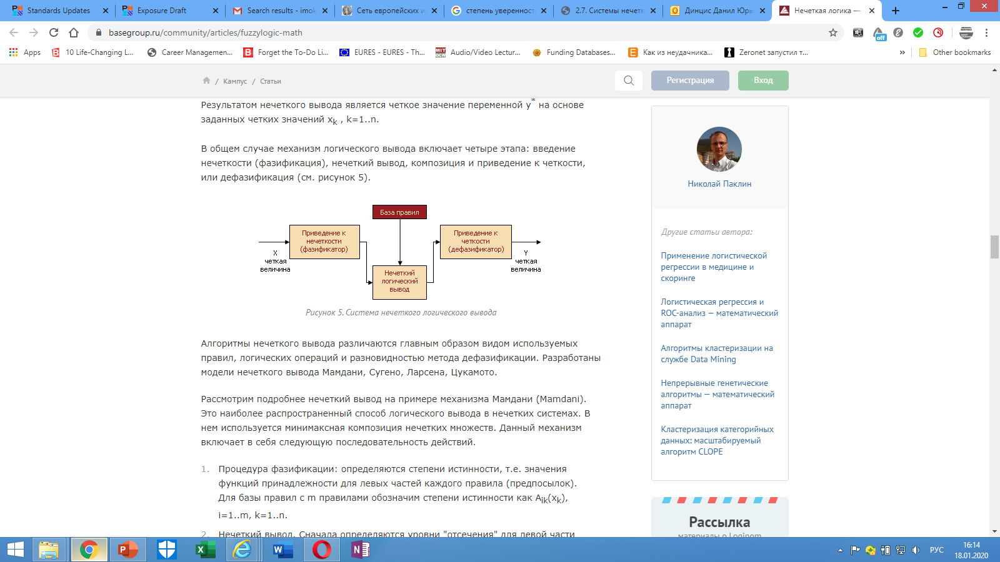 Standards Updates
Exposure Draft
Search results - imok
Сеть европейских и
степень уверенност
2.7. Системы нечетк
Динцис Данил Юрь
Нечеткая логика —
basegroup.ru/community/articles/fuzzylogic-math
off
Apps
10 Life-Changing L...
Career Managemen...
Forget the To-Do Li...
EURES - EURES - Th...
Audio/Video Lectur...
Funding Databases...
Как из неудачника...
Zeronet запустил т...
»
Other bookmarks
/ Кампус / Статьи
Регистрация
Вход
Результатом нечеткого вывода является четкое значение переменной y* на основе
заданных четких значений xk , k=1..n.
В общем случае механизм логического вывода включает четыре этапа: введение
нечеткости (фазификация), нечеткий вывод, композиция и приведение к четкости,
или дефазификация (см. рисунок 5).
База правил
Приведение к
нечеткости
(фазификатор)
Приведение к
четкости
(дефазификатор)
X
четкая
величина
Y
четкая
величина
Нечеткий
логический
вывод
Рисунок 5. Система нечеткого логического вывода
Алгоритмы нечеткого вывода различаются главным образом видом используемых
правил, логических операций и разновидностью метода дефазификации. Разработаны
модели нечеткого вывода Мамдани, Сугено, Ларсена, Цукамото.
Рассмотрим подробнее нечеткий вывод на примере механизма Мамдани (Mamdani).
Это наиболее распространенный способ логического вывода в нечетких системах. В
нем используется минимаксная композиция нечетких множеств. Данный механизм
включает в себя следующую последовательность действий.
1. Процедура фазификации: определяются степени истинности, т.е. значения
функций принадлежности для левых частей каждого правила (предпосылок).
Для базы правил с m правилами обозначим степени истинности как Aik(xk),
i=1..m, k=1..n.
2. Нечеткий вывод. Сначала определяются уровни "отсечения" для левой части
Николай Паклин
Другие статьи автора:
Применение логистической
регрессии в медицине и
скоринге
Логистическая регрессия и
ROC-анализ — математический
аппарат
Алгоритмы кластеризации на
службе Data Mining
Непрерывные генетические
алгоритмы — математический
аппарат
Кластеризация категорийных
данных: масштабируемый
алгоритм CLOPE
Рассылка
материалы о Loginom
РУС
16:14
18.01.2020